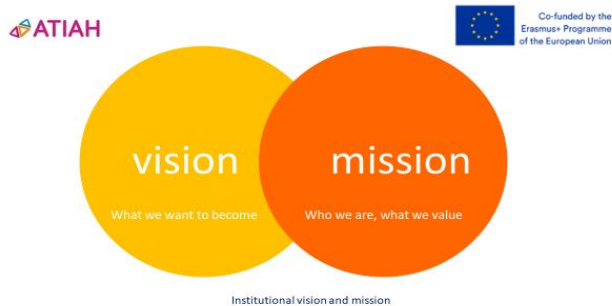 ATIAH
Co-funded by the
Erasmus+ Programme
of the European Union
vision
mission
What we want to become
Who we are, what we value
Institutional vision and mission